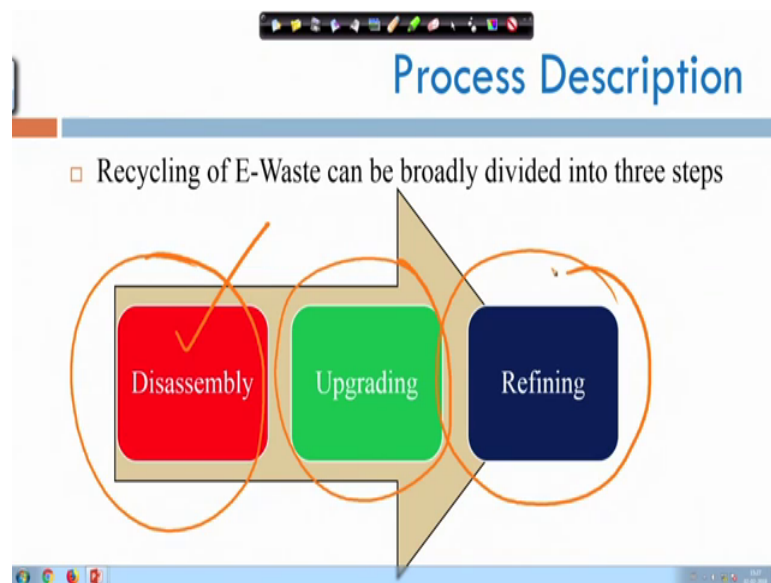 Process Description
Recycling of E-Waste can be broadly divided into three steps
Disassembly
Upgrading
Refining